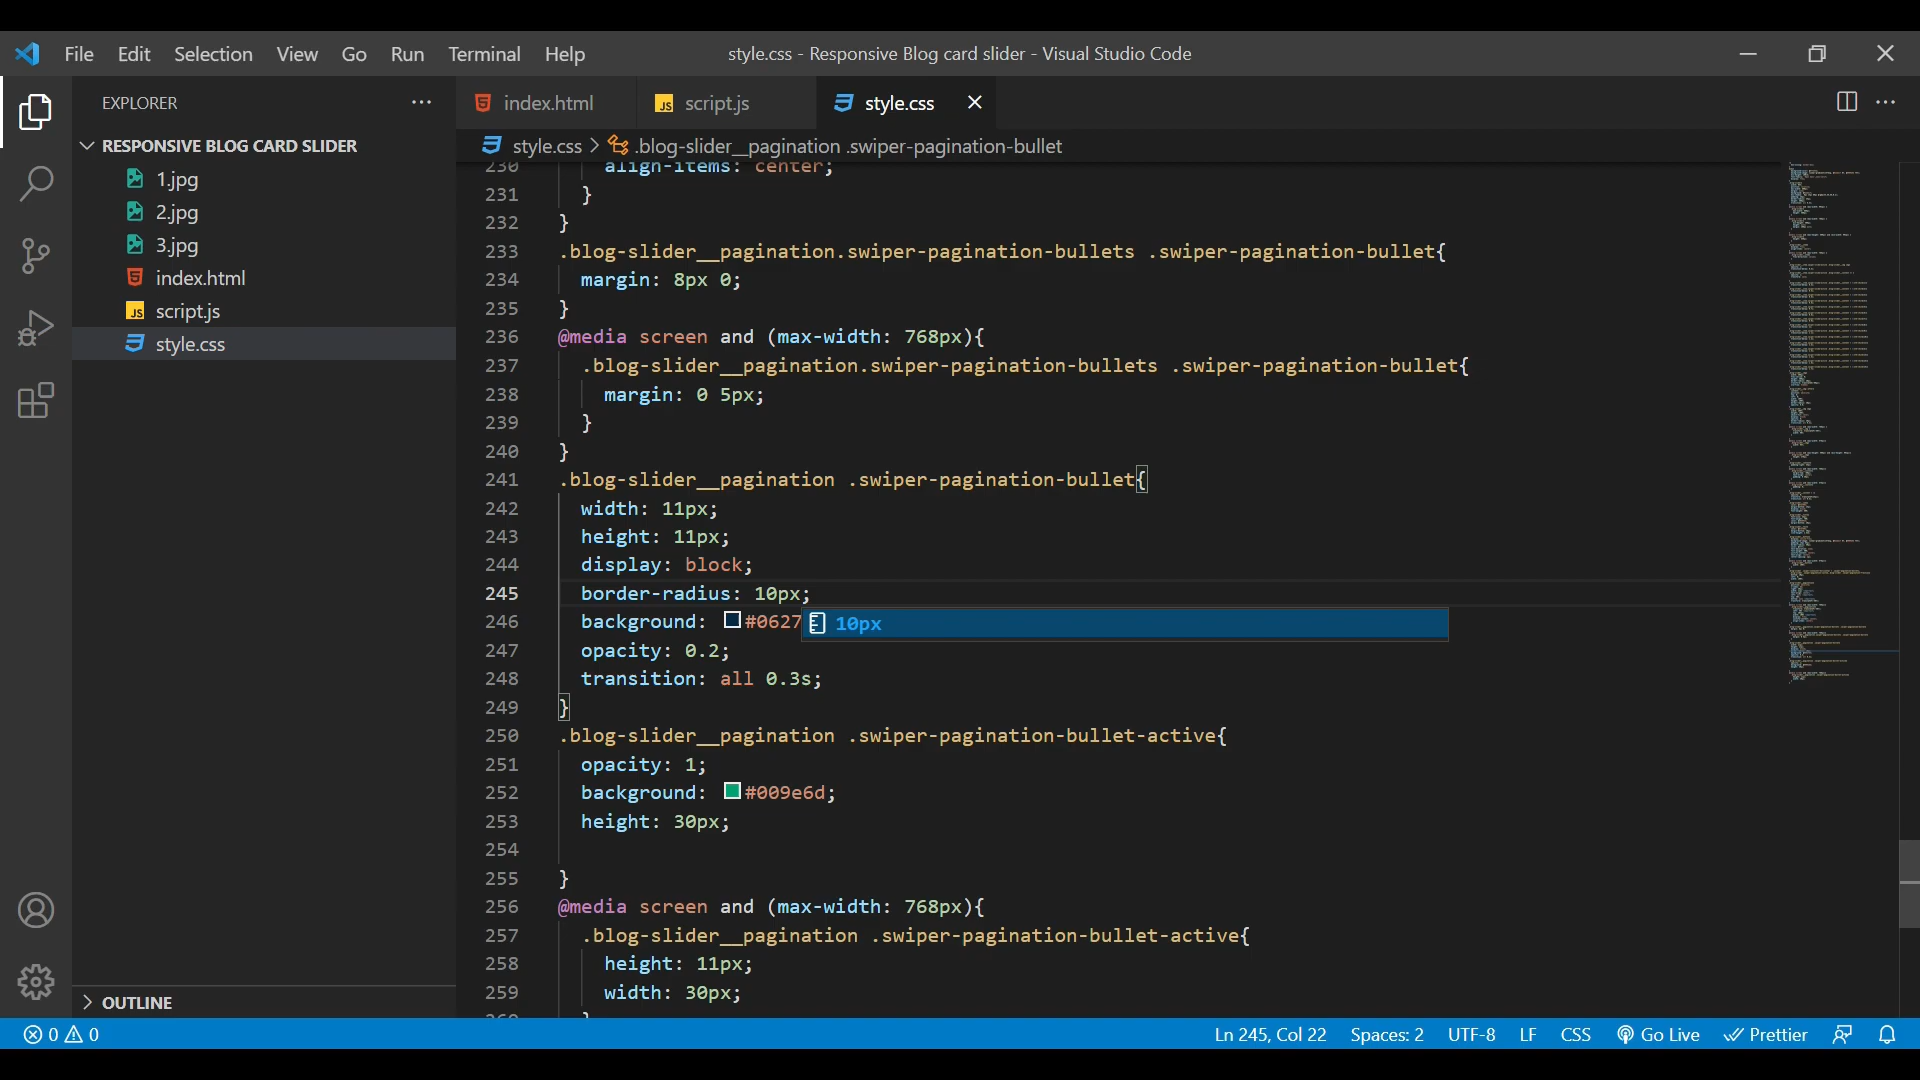 File Edit Selection View Go Run Terminal Help
style.css - Responsive Blog card slider - Visual Studio Code
EXPLORER
RESPONSIVE BLOG CARD SLIDER
1.jpg
2.jpg
3.jpg
index.html
JS script.js
style.css
OUTLINE
index.html
JS script.js
style.css
style.css > .blog-slider__pagination .swiper-pagination-bullet
230 align-items: center;
231 }
232 }
233 .blog-slider__pagination.swiper-pagination-bullets .swiper-pagination-bullet{
234 margin: 8px 0;
235 }
236 @media screen and (max-width: 768px){
237 .blog-slider__pagination.swiper-pagination-bullets .swiper-pagination-bullet{
238 margin: 0 5px;
239 }
240 }
241 .blog-slider__pagination .swiper-pagination-bullet{
242 width: 11px;
243 height: 11px;
244 display: block;
245 border-radius: 10px;
246 background: #0627
10px
247 opacity: 0.2;
248 transition: all 0.3s;
249 }
250 .blog-slider__pagination .swiper-pagination-bullet-active{
251 opacity: 1;
252 background: #009e6d;
253 height: 30px;
254
255 }
256 @media screen and (max-width: 768px){
257 .blog-slider__pagination .swiper-pagination-bullet-active{
258 height: 11px;
259 width: 30px;
0 0
Ln 245, Col 22 Spaces: 2 UTF-8 LF CSS Go Live Prettier